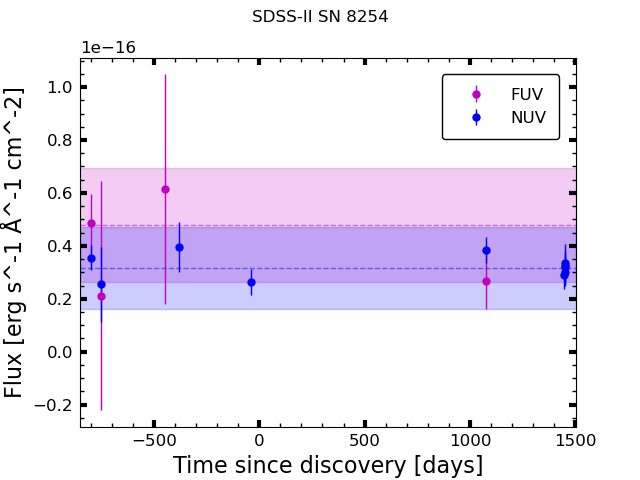 SDSS-II SN 8254
1e−16
Flux [erg s^-1 Å^-1 cm^-2]
1.0
0.8
0.6
0.4
0.2
0.0
−0.2
FUV
NUV
−500
0
500
1000
1500
Time since discovery [days]